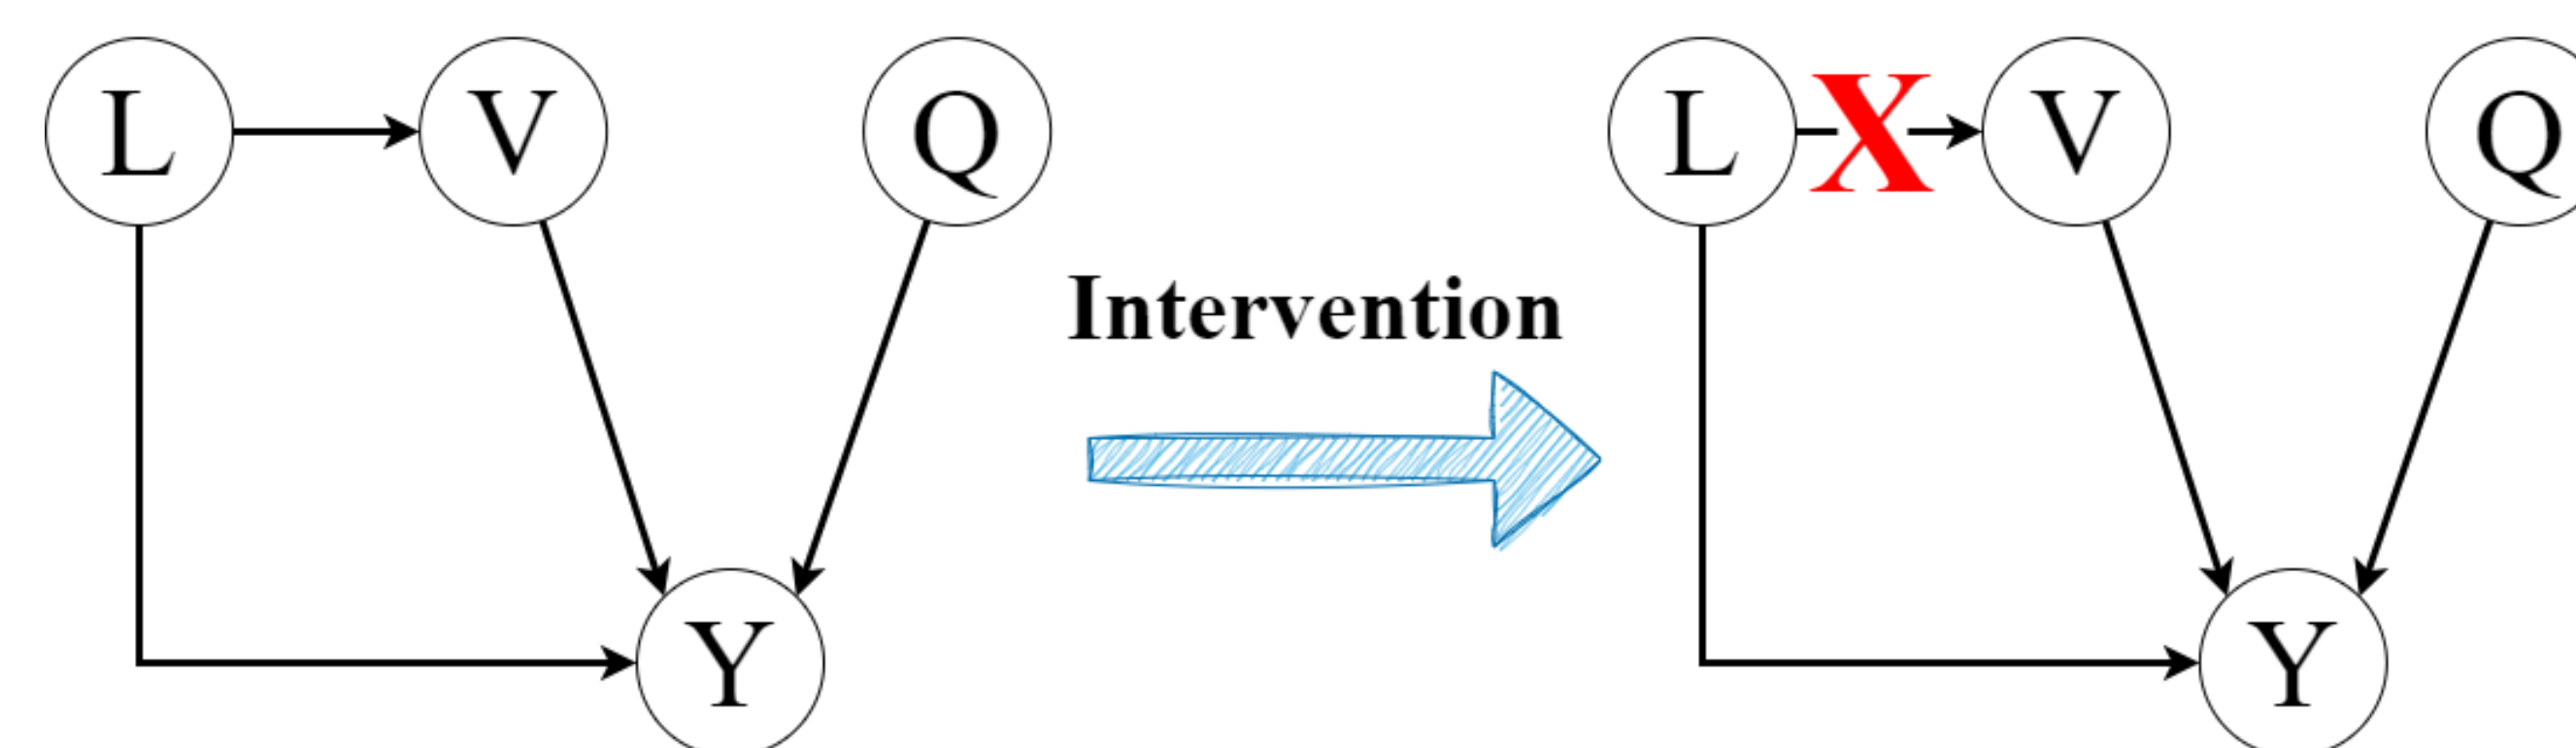 L V Q L X V Q
Intervention
Y Y